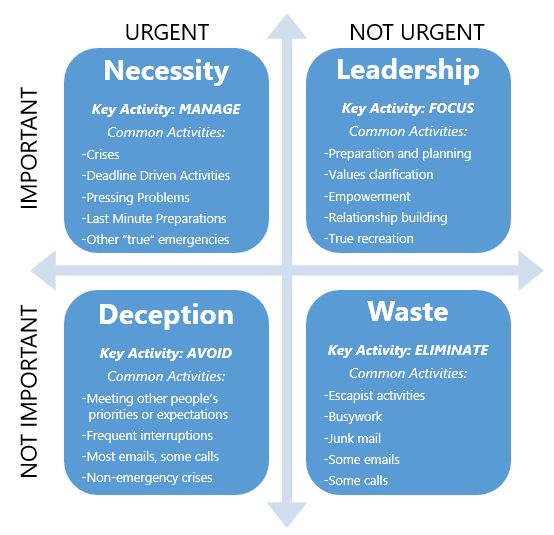 URGENT
NOT URGENT
IMPORTANT
Necessity
Key Activity: MANAGE
Common Activities:
-Crises
-Deadline Driven Activities
-Pressing Problems
-Last Minute Preparations
-Other "true" emergencies
Leadership
Key Activity: FOCUS
Common Activities:
-Preparation and planning
-Values clarification
-Empowerment
-Relationship building
-True recreation
NOT IMPORTANT
Deception
Key Activity: AVOID
Common Activities:
-Meeting other people's
priorities or expectations
-Frequent interruptions
-Most emails, some calls
-Non-emergency crises
Waste
Key Activity: ELIMINATE
Common Activities:
-Escapist activities
-Busywork
-Junk mail
-Some emails
-Some calls